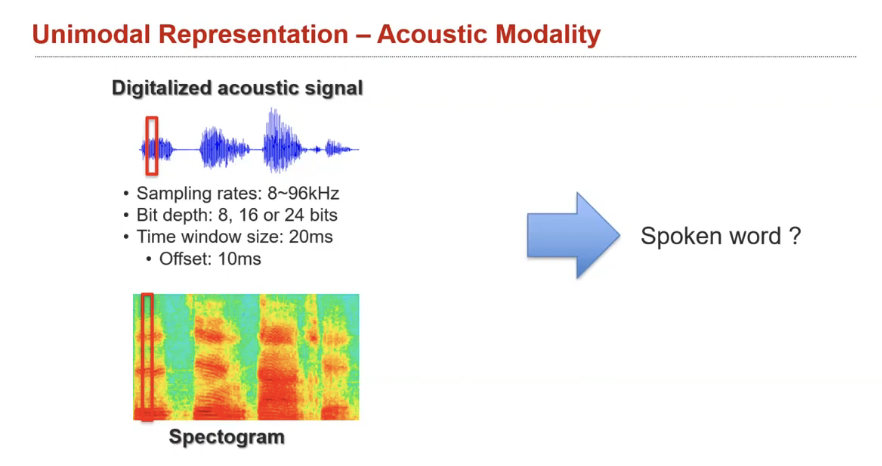 Unimodal Representation – Acoustic Modality
Digitalized acoustic signal
• Sampling rates: 8~96kHz
• Bit depth: 8, 16 or 24 bits
• Time window size: 20ms
• Offset: 10ms
Spoken word ?
Spectogram